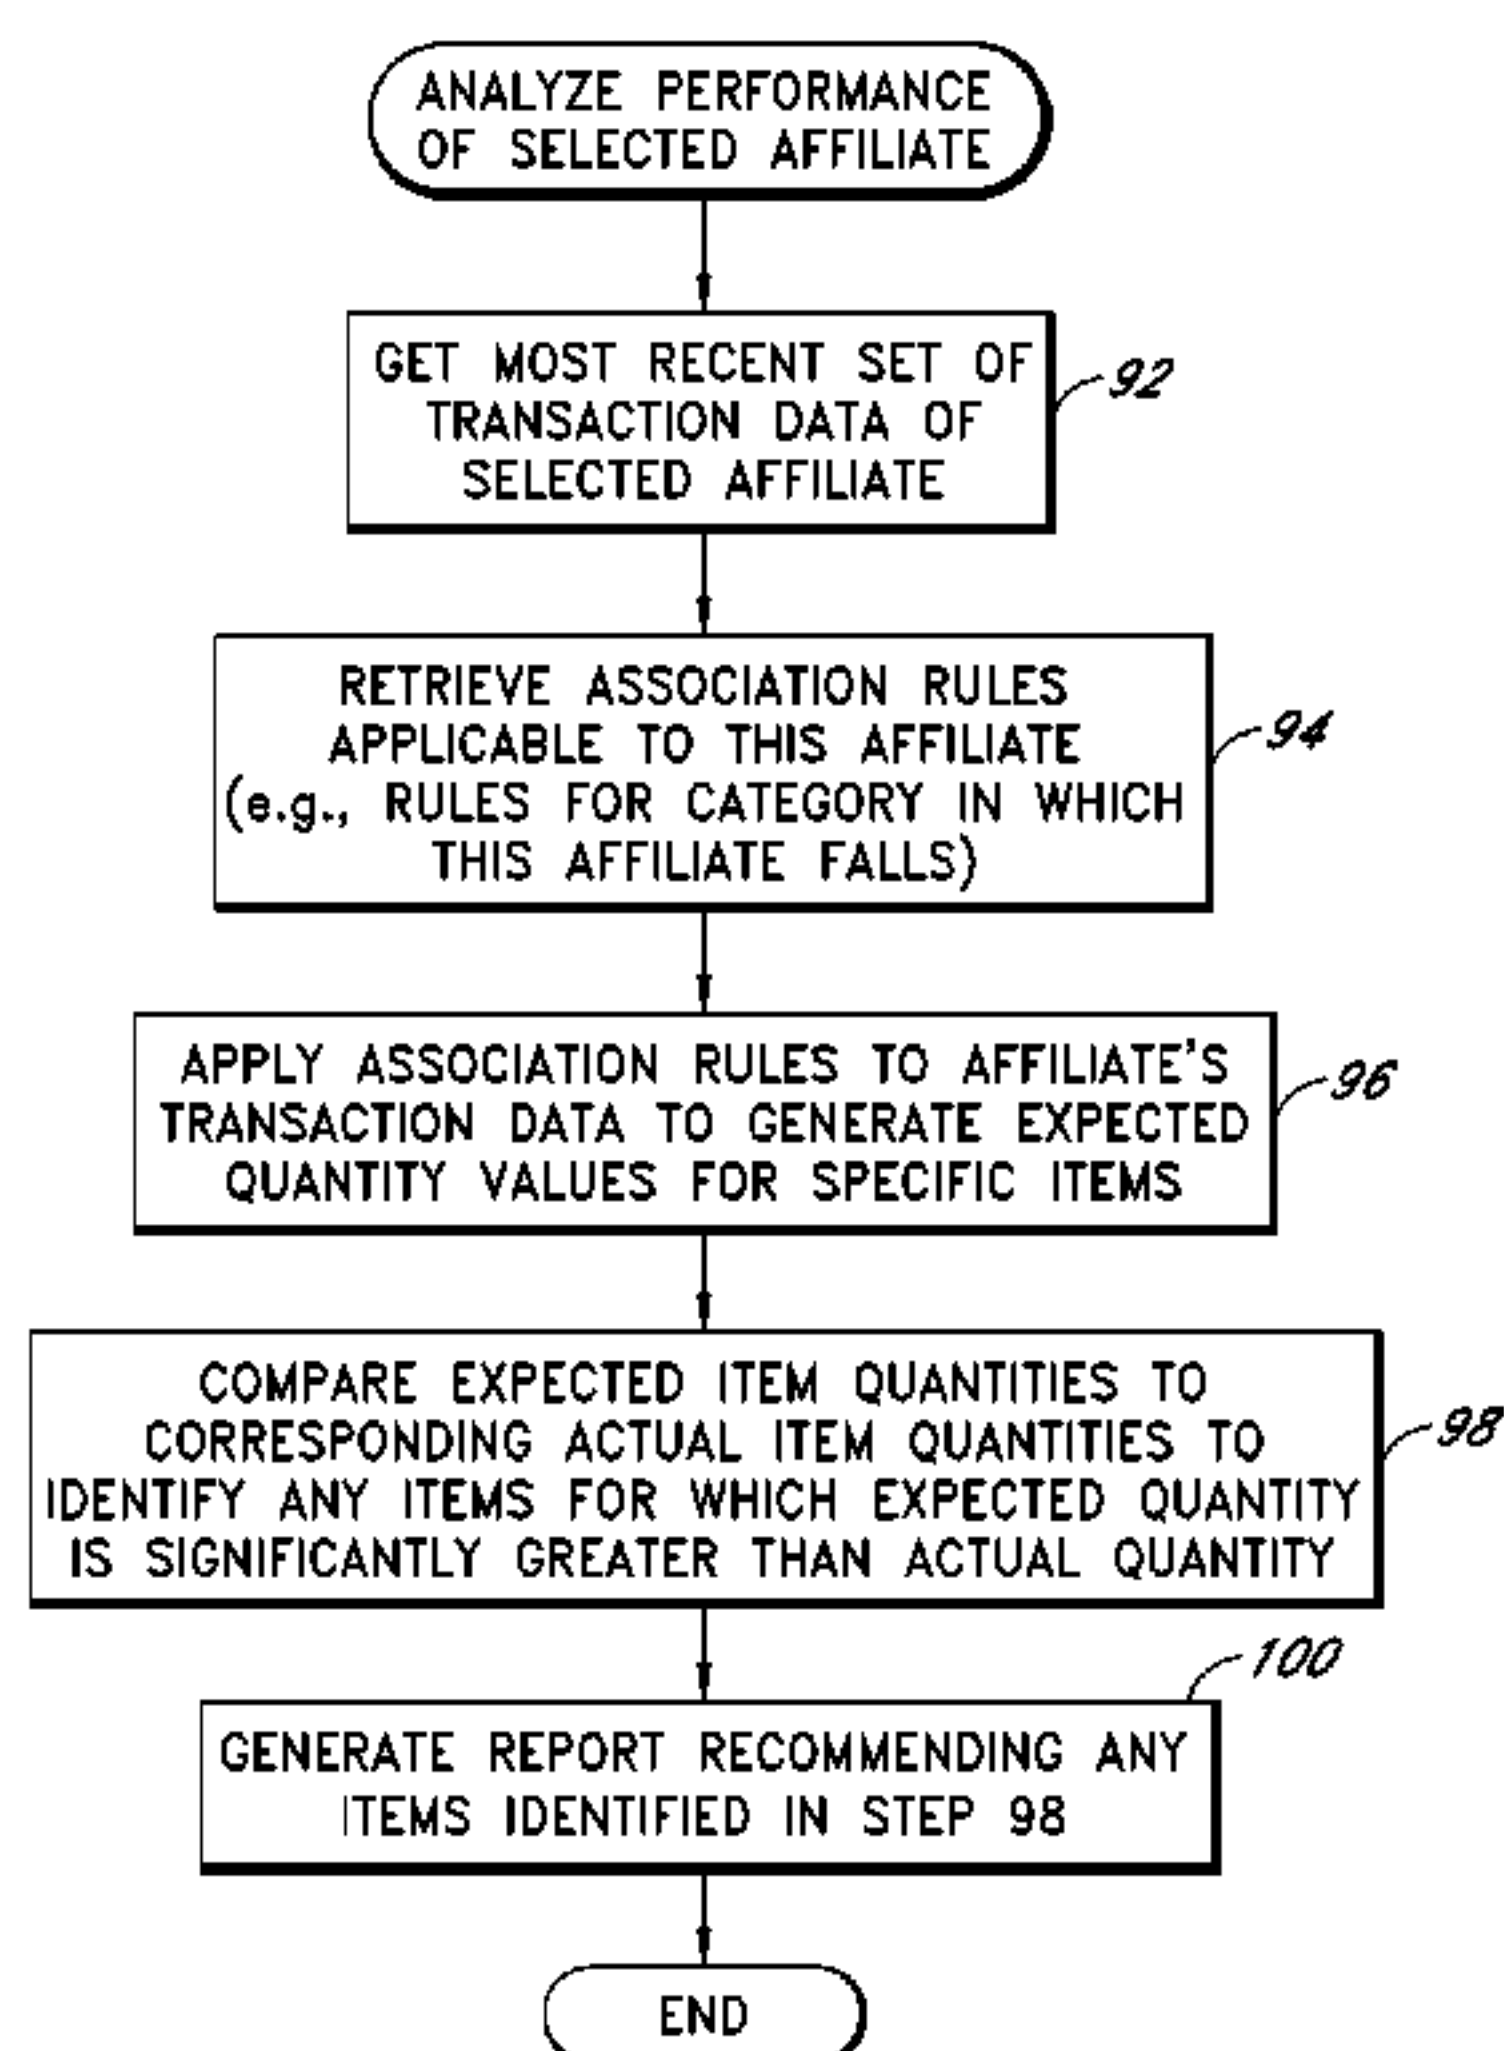 ANALYZE PERFORMANCE
OF SELECTED AFFILIATE
GET MOST RECENT SET OF
TRANSACTION DATA OF
SELECTED AFFILIATE
92
RETRIEVE ASSOCIATION RULES
APPLICABLE TO THIS AFFILIATE
(e.g., RULES FOR CATEGORY IN WHICH
THIS AFFILIATE FALLS)
94
APPLY ASSOCIATION RULES TO AFFILIATE'S
TRANSACTION DATA TO GENERATE EXPECTED
QUANTITY VALUES FOR SPECIFIC ITEMS
96
COMPARE EXPECTED ITEM QUANTITIES TO
CORRESPONDING ACTUAL ITEM QUANTITIES TO
IDENTIFY ANY ITEMS FOR WHICH EXPECTED QUANTITY
IS SIGNIFICANTLY GREATER THAN ACTUAL QUANTITY
98
100
GENERATE REPORT RECOMMENDING ANY
ITEMS IDENTIFIED IN STEP 98
END